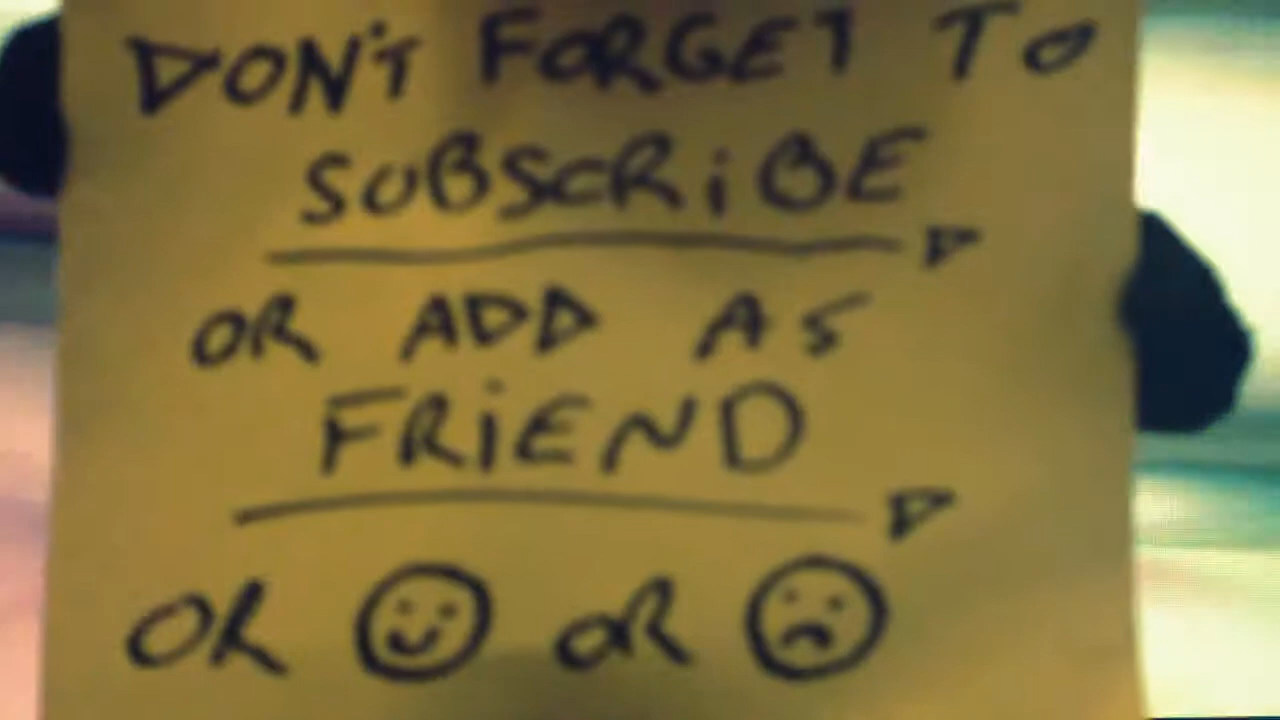 DON'T FORGET TO
SUBSCRiBE
OR ADD AS
FRiEND
OR ☺ OR ☹